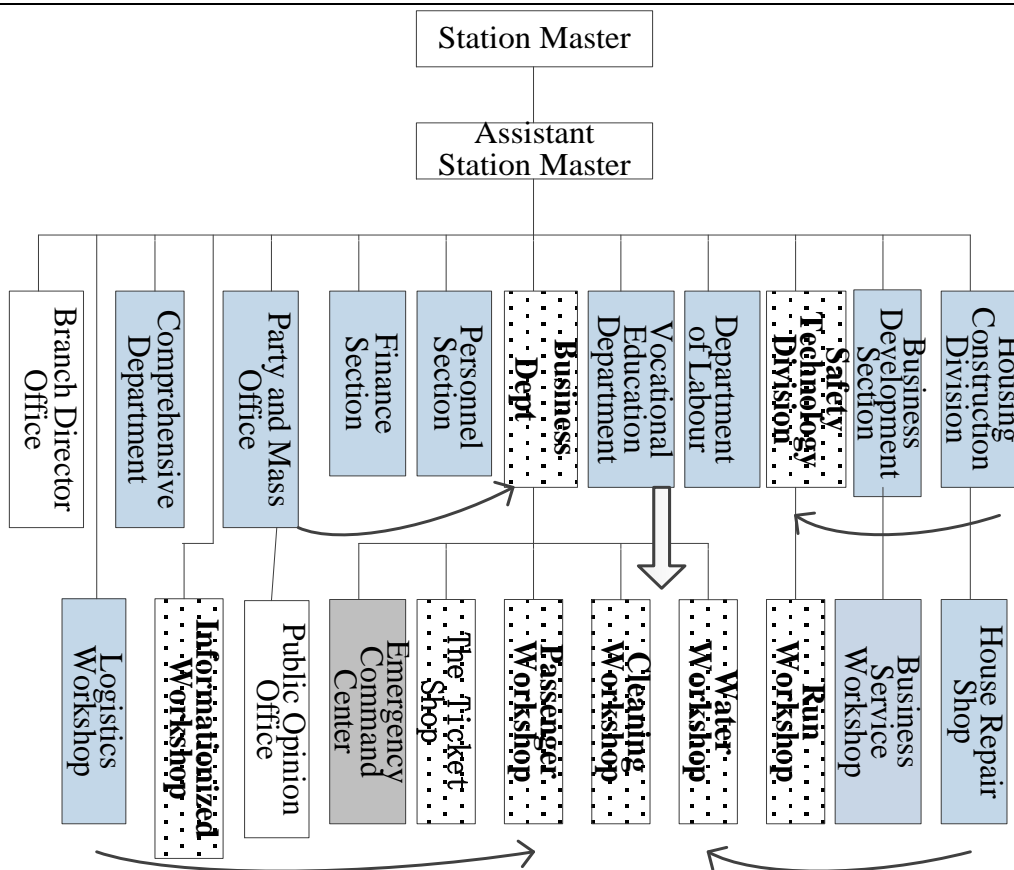 Station Master
Assistant
Station Master
Branch Director
Office
Comprehensive
Department
Party and Mass
Office
Finance
Section
Personnel
Section
Business
Dept
Vocational
Education
Department
Department
of Labour
Safety
Technology
Division
Business
Development
Section
Housing
Construction
Division
Logistics
Workshop
Informationized
Workshop
Public Opinion
Office
Emergency
Command
Center
The Ticket
Shop
Passenger
Workshop
Cleaning
Workshop
Water
Workshop
Run
Workshop
Business
Service
Workshop
House Repair
Shop